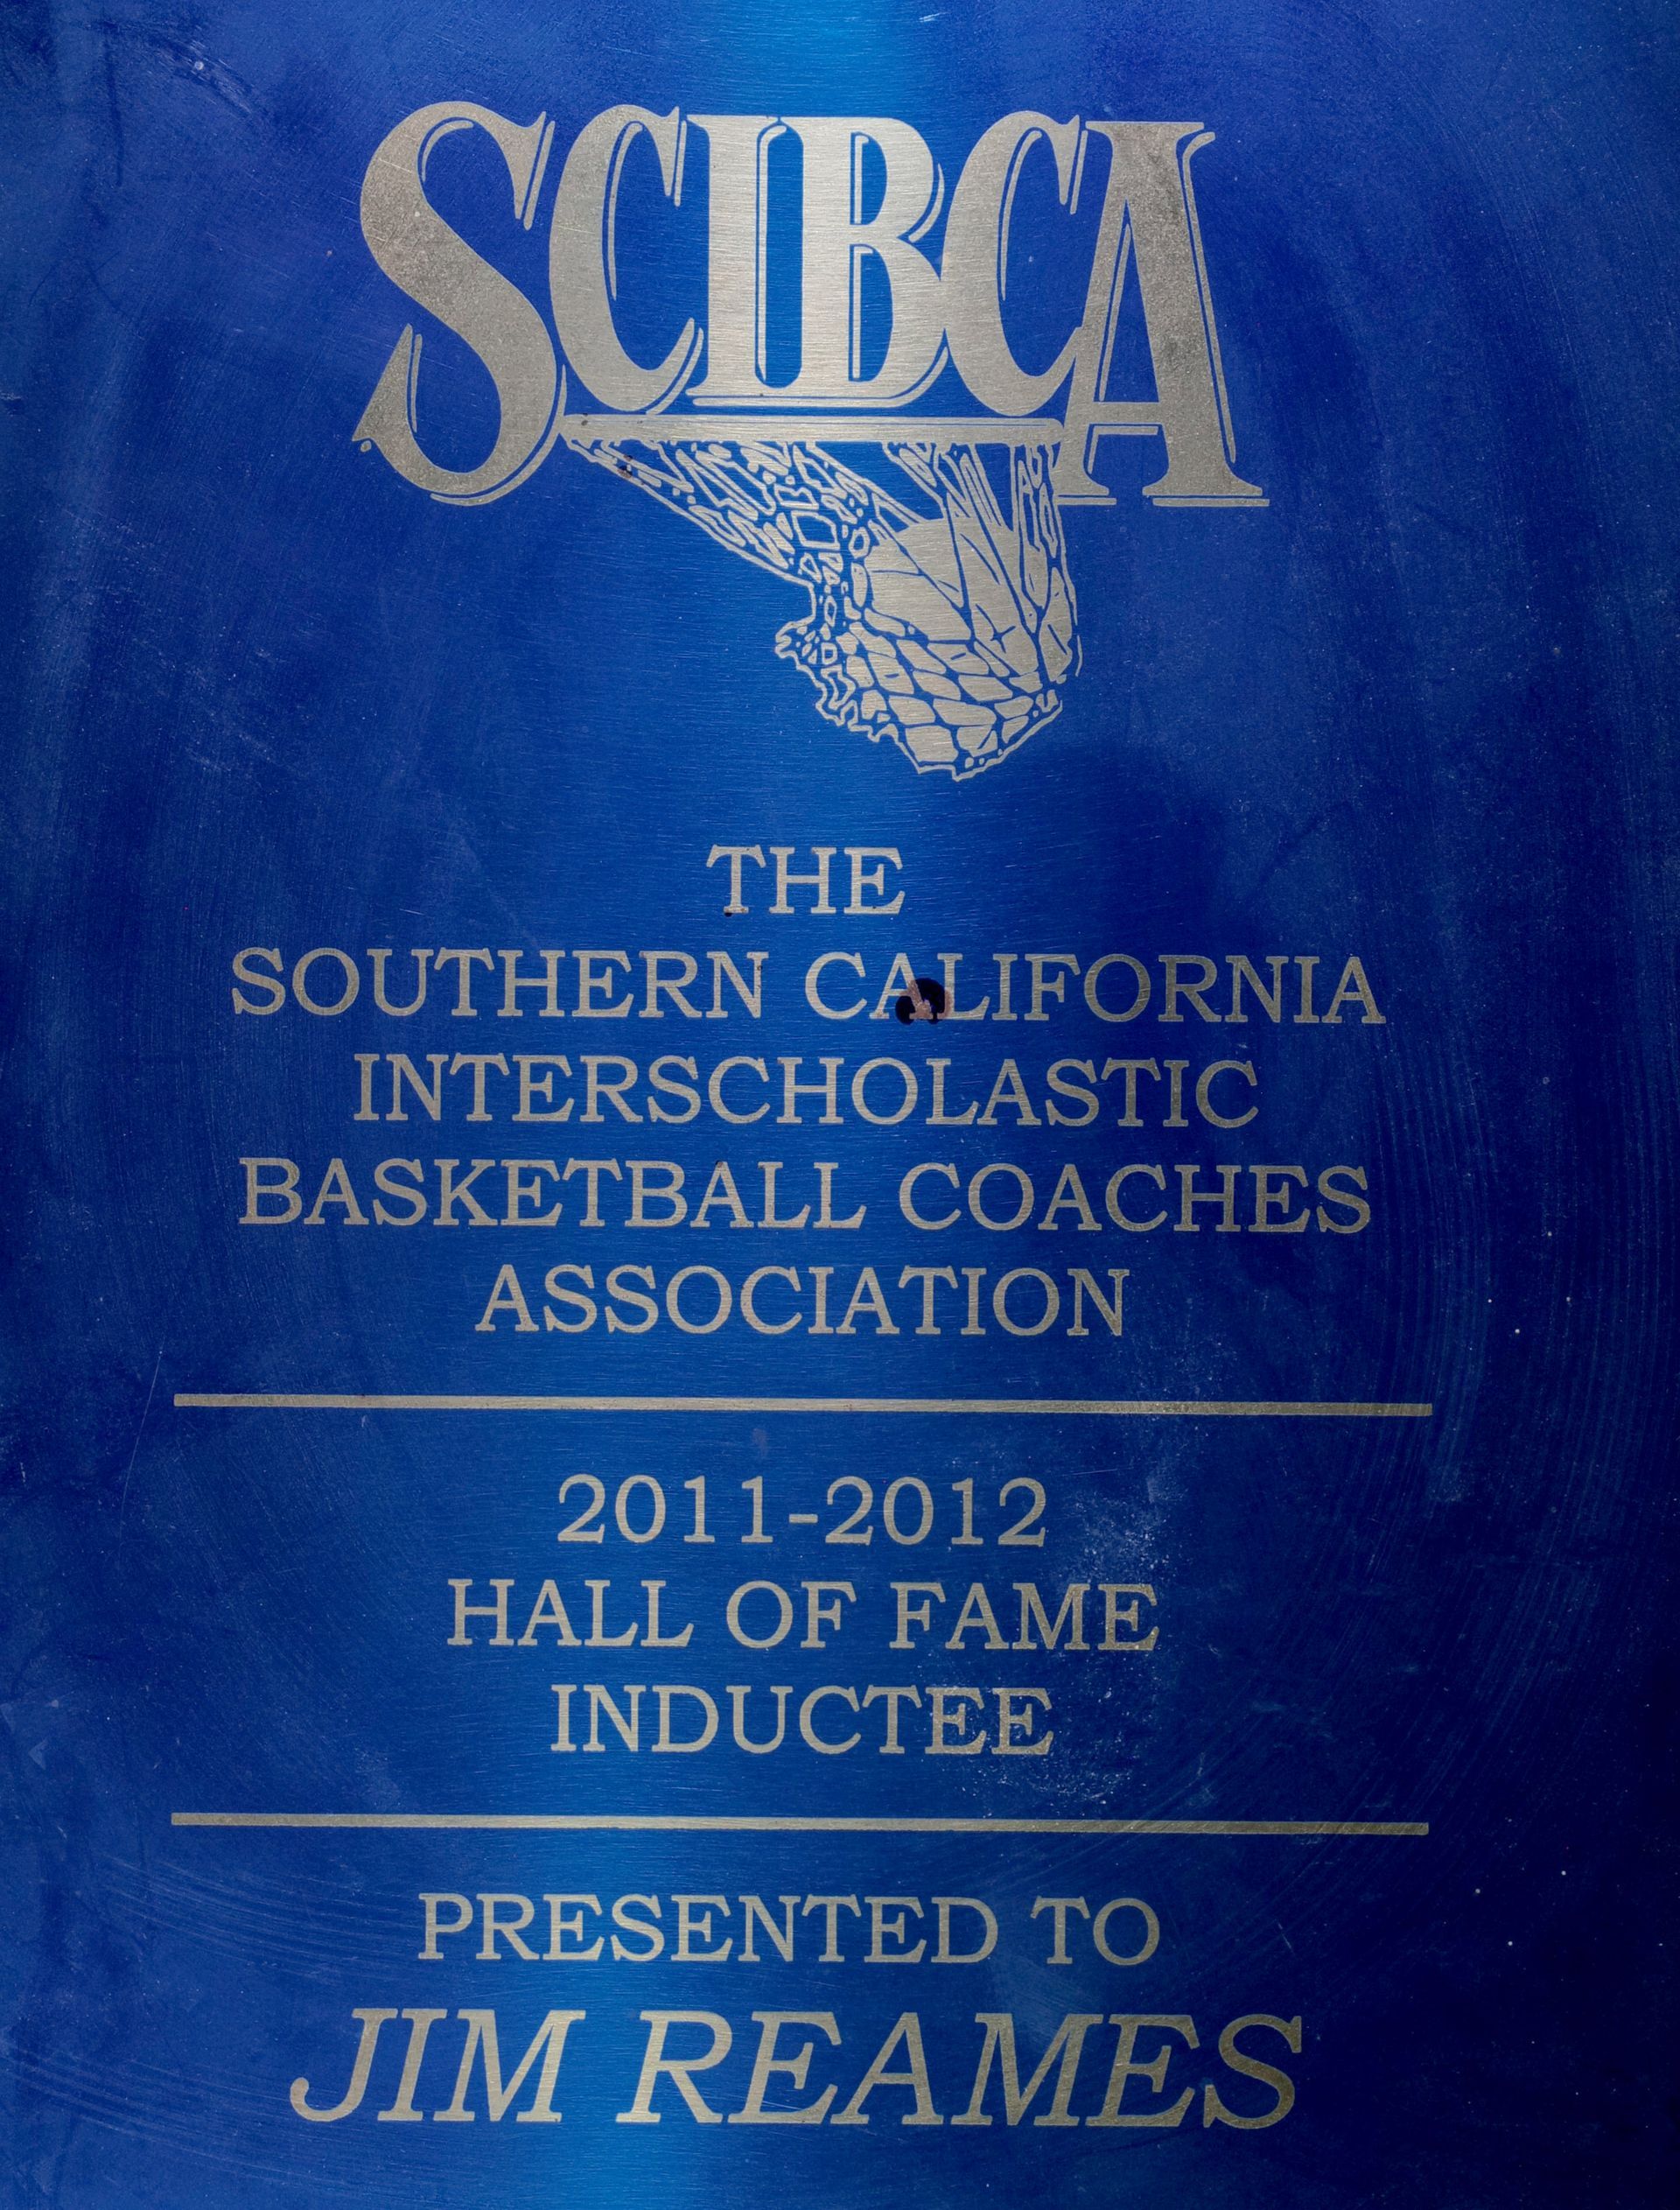 SCIBCA
THE
SOUTHERN CALIFORNIA
INTERSCHOLASTIC
BASKETBALL COACHES
ASSOCIATION
2011-2012
HALL OF FAME
INDUCTEE
PRESENTED TO
JIM REAMES